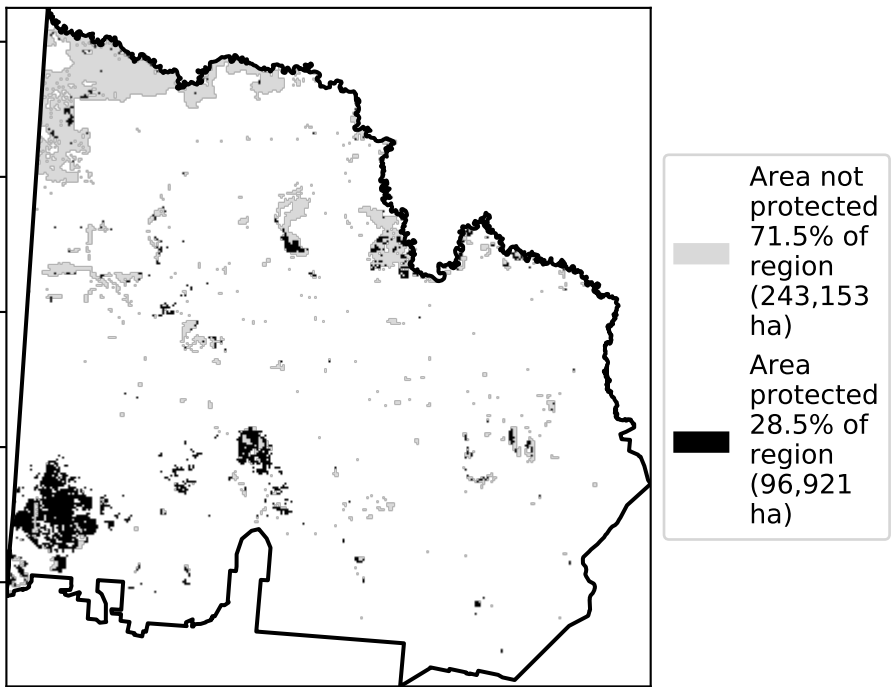 Area not
protected
71.5% of
region
(243,153
ha)
Area
protected
28.5% of
region
(96,921
ha)